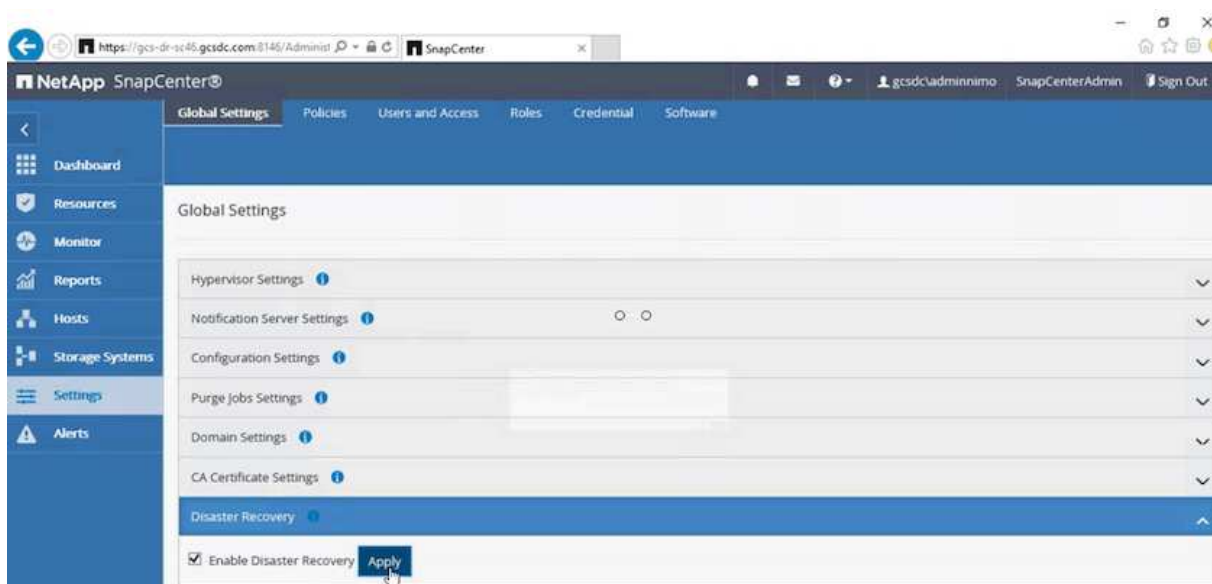 https://gcs-dr-sc46.gcsdc.com:8146/Administ
SnapCenter
NetApp SnapCenter®
gcsdc\adminnimo SnapCenterAdmin Sign Out
Global Settings Policies Users and Access Roles Credential Software
Dashboard
Resources
Monitor
Reports
Hosts
Storage Systems
Settings
Alerts
Global Settings
Hypervisor Settings
Notification Server Settings
Configuration Settings
Purge Jobs Settings
Domain Settings
CA Certificate Settings
Disaster Recovery
Enable Disaster Recovery Apply